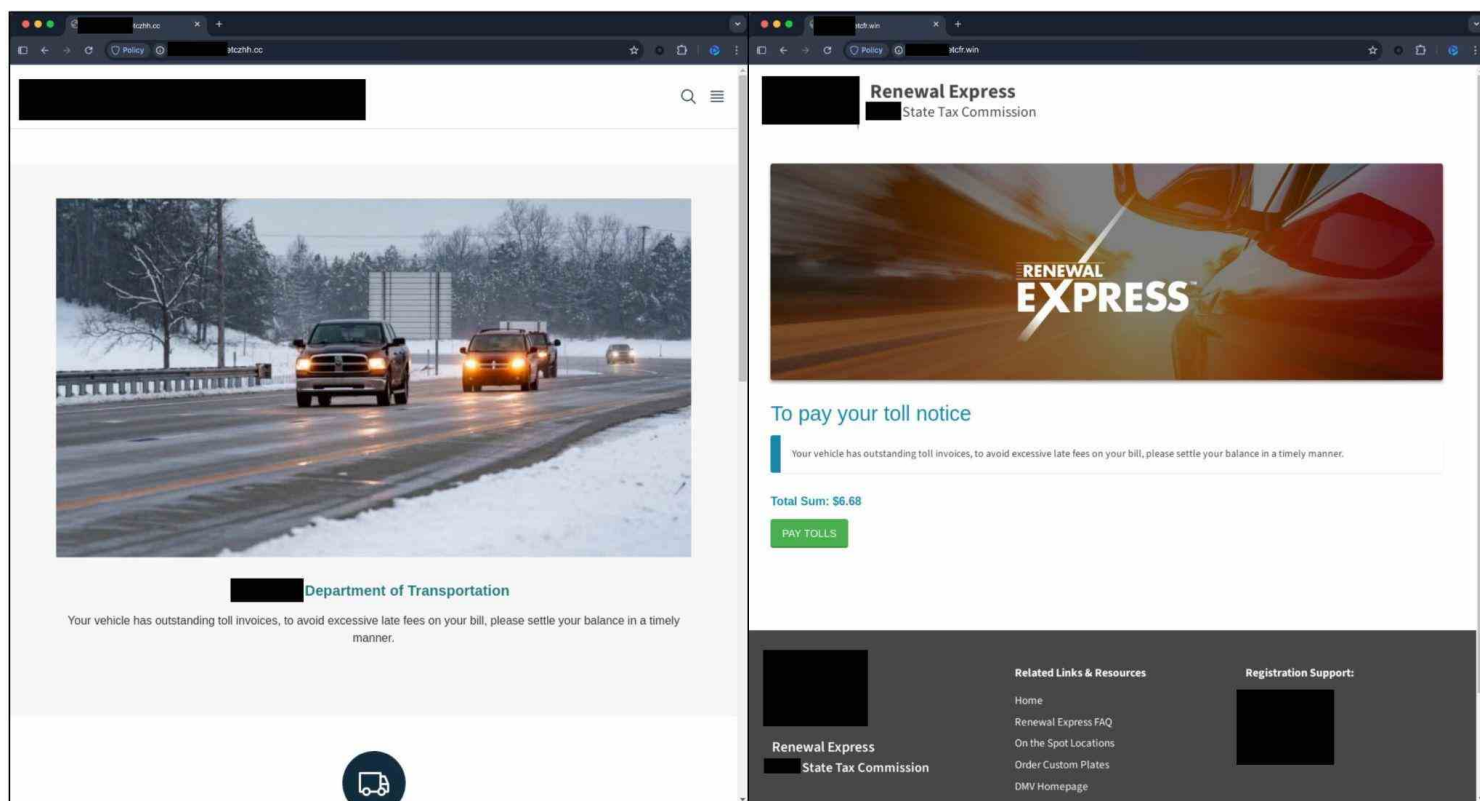 tczhh.cc
Policy
etczhh.cc
Department of Transportation
Your vehicle has outstanding toll invoices, to avoid excessive late fees on your bill, please settle your balance in a timely
manner.
etcfr.win
Policy
etcfr.win
Renewal Express
State Tax Commission
RENEWAL
EXPRESS
To pay your toll notice
Your vehicle has outstanding toll invoices, to avoid excessive late fees on your bill, please settle your balance in a timely manner.
Total Sum: $6.68
PAY TOLLS
Renewal Express
State Tax Commission
Related Links & Resources
Home
Renewal Express FAQ
On the Spot Locations
Order Custom Plates
DMV Homepage
Registration Support: